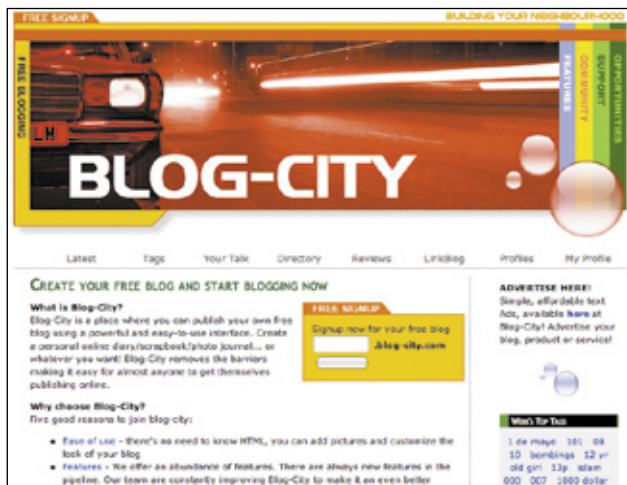 FREE SIGNUP
BUILDING YOUR NEIGHBOURHOOD
FREE BLOGGING
FEATURES
COMMUNITY
SUPPORT
OPPORTUNITIES
LH
BLOG-CITY
Latest Tags Your Talk Directory Reviews LinkBlog Profiles My Profile
CREATE YOUR FREE BLOG AND START BLOGGING NOW
What is Blog-City?
Blog-City is a place where you can publish your own free
blog using a powerful and easy-to-use interface. Create
a personal online diary/scrapbook/photo journal... or
whatever you want! Blog-City removes the barriers
making it easy for almost anyone to get themselves
publishing online.
FREE SIGNUP
Signup now for your free blog
.blog-city.com
Why choose Blog-City?
Five good reasons to join blog-city:
• Ease of use - there's no need to know HTML, you can add pictures and customize the
look of your blog
• Features - We offer an abundance of features. There are always new features in the
pipeline. Our team are constantly improving Blog-City to make it an even better
ADVERTISE HERE!
Simple, affordable text
Ads, available here at
Blog-City! Advertise your
blog, product or service!
TOP TAGS
1 de mayo 101 08
10 bombings 12 yr
old girl 13p islam
000 007 1000 dollar